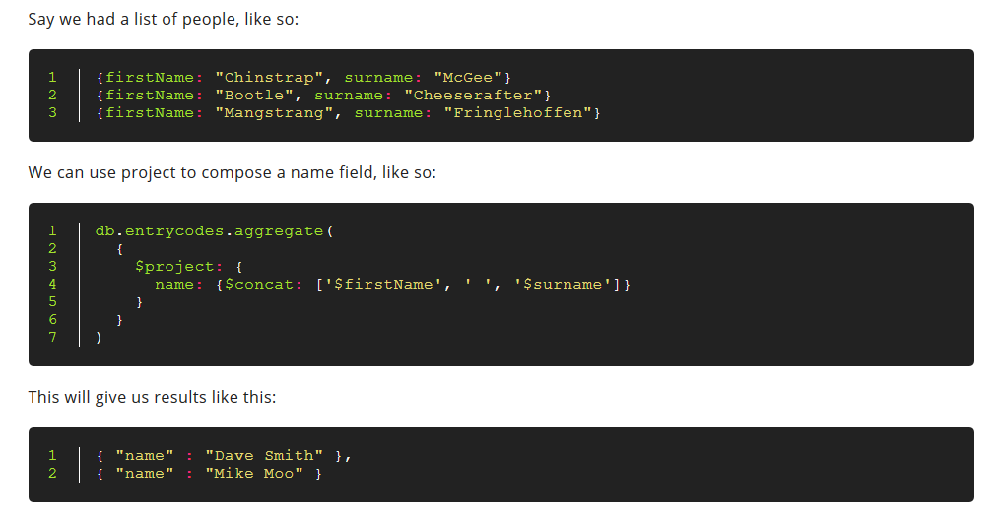 Say we had a list of people, like so:
1 {firstName: "Chinstrap", surname: "McGee"}
2 {firstName: "Bootle", surname: "Cheeserafter"}
3 {firstName: "Mangstrang", surname: "Fringlehoffen"}
We can use project to compose a name field, like so:
1 db.entrycodes.aggregate(
2 {
3 $project: {
4 name: {$concat: ['$firstName', ' ', '$surname']}
5 }
6 }
7 )
This will give us results like this:
1 { "name" : "Dave Smith" },
2 { "name" : "Mike Moo" }